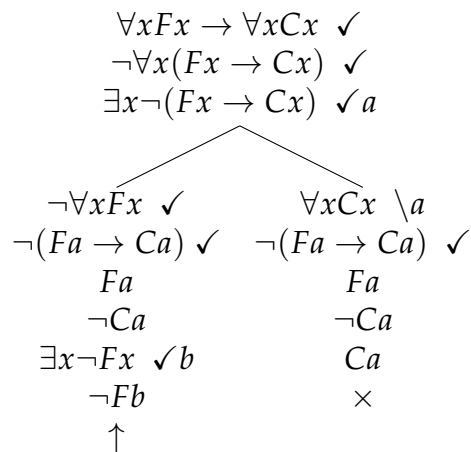 ∀xFx → ∀xCx ✓
¬∀x(Fx → Cx) ✓
∃x¬(Fx → Cx) ✓a
¬∀xFx ✓
¬(Fa → Ca) ✓
Fa
¬Ca
∃x¬Fx ✓b
¬Fb
↑
∀xCx \a
¬(Fa → Ca) ✓
Fa
¬Ca
Ca
×